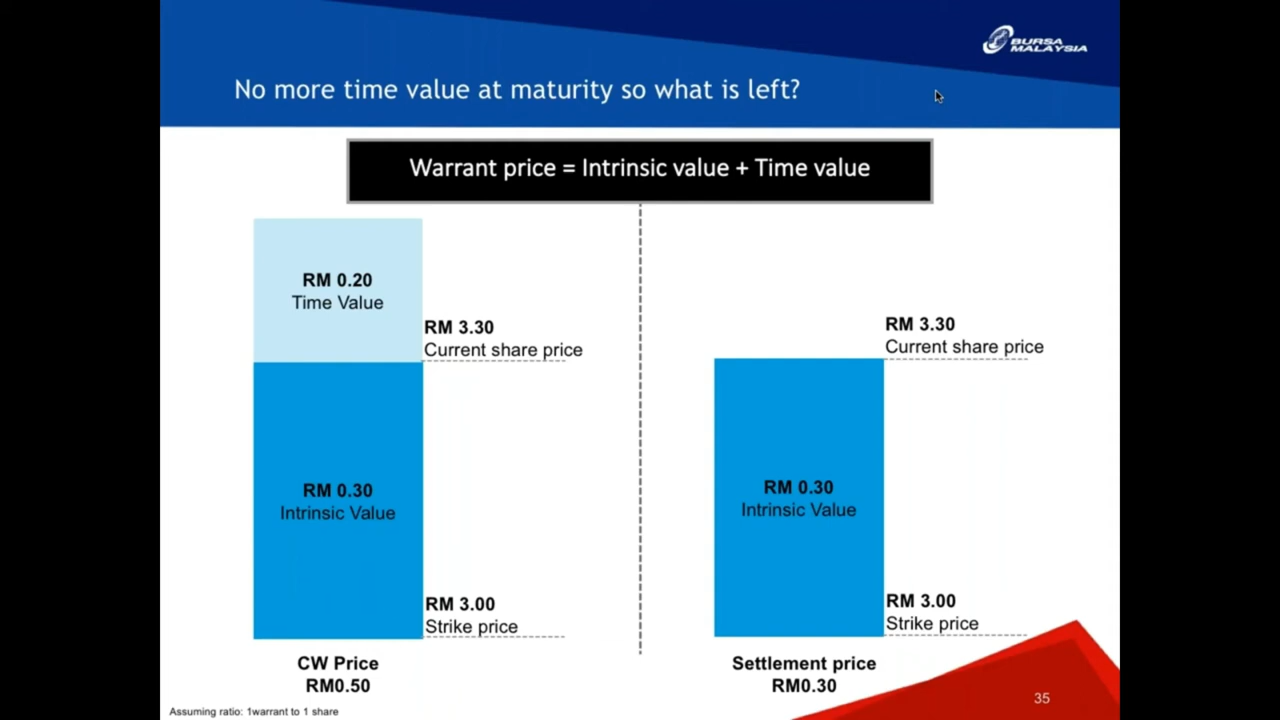 BURSA
MALAYSIA
No more time value at maturity so what is left?
Warrant price = Intrinsic value + Time value
RM 0.20
Time Value
RM 3.30
Current share price
RM 0.30
Intrinsic Value
RM 3.00
Strike price
CW Price
RM0.50
RM 3.30
Current share price
RM 0.30
Intrinsic Value
RM 3.00
Strike price
Settlement price
RM0.30
35
Assuming ratio: 1warrant to 1 share